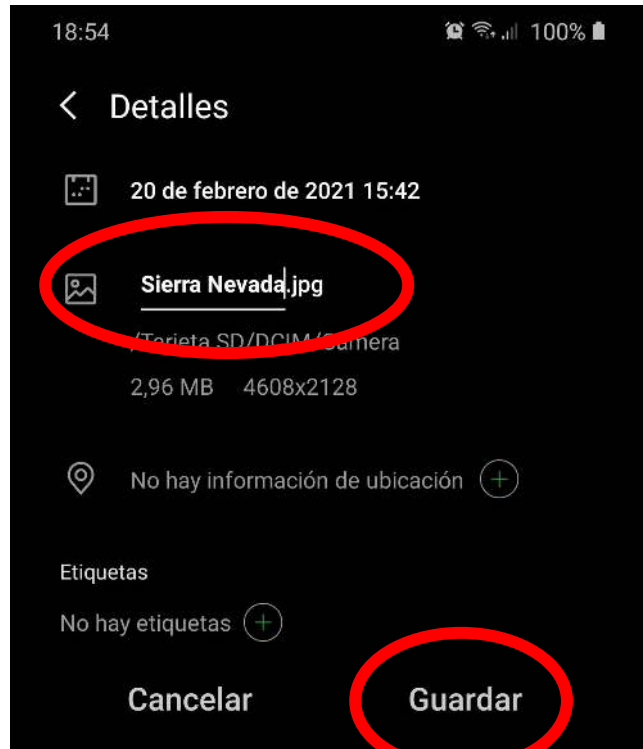 18:54 100%
Detalles
20 de febrero de 2021 15:42
Sierra Nevada.jpg
/Tarjeta SD/DCIM/Camera
2,96 MB 4608x2128
No hay información de ubicación
Etiquetas
No hay etiquetas
Cancelar Guardar